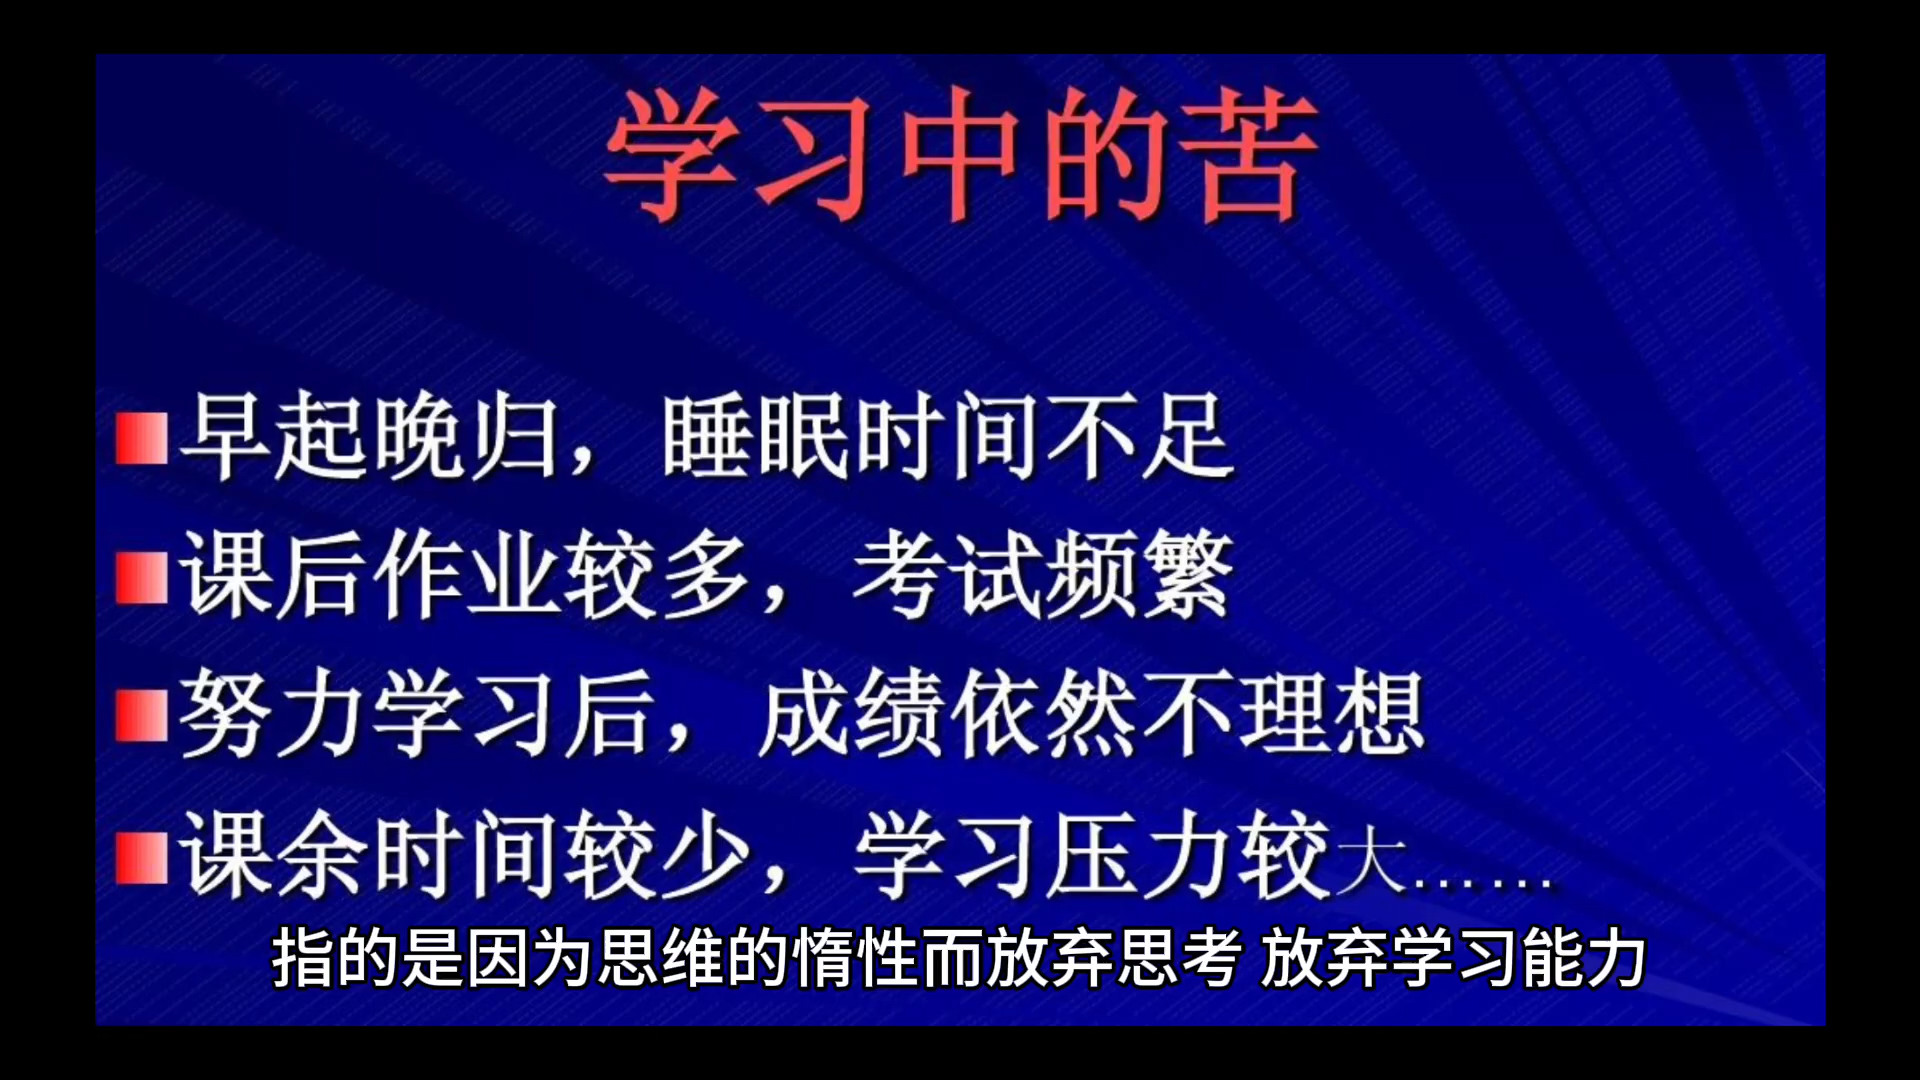 学习中的苦
早起晚归，睡眠时间不足
课后作业较多，考试频繁
努力学习后，成绩依然不理想
课余时间较少，学习压力较大……
指的是因为思维的惰性而放弃思考 放弃学习能力